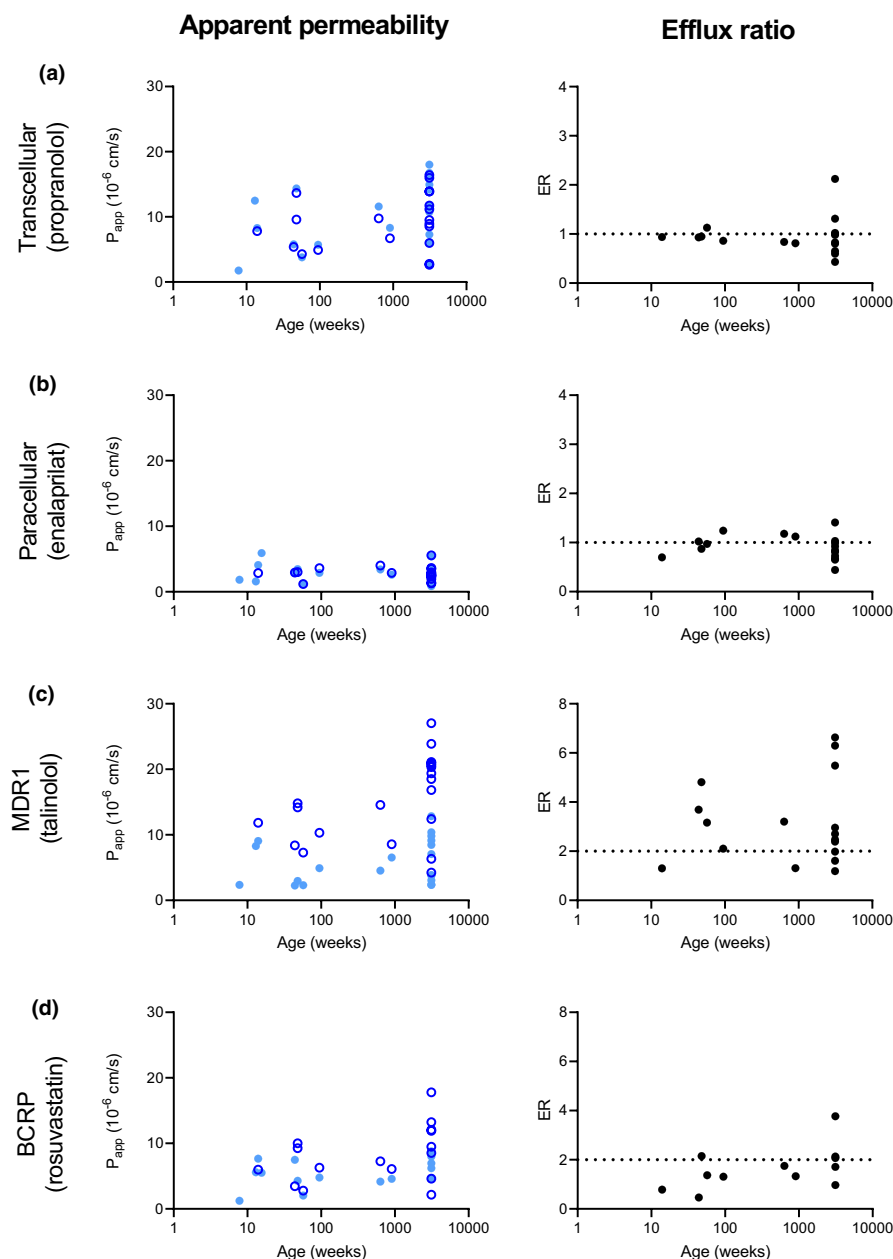 Apparent permeability
Efflux ratio
(a)
Transcellular
(propranolol)
30
20
10
0
P_app (10⁻⁶ cm/s)
1
10
100
1000
10000
Age (weeks)
4
3
2
1
0
ER
1
10
100
1000
10000
Age (weeks)
(b)
Paracellular
(enalaprilat)
30
20
10
0
P_app (10⁻⁶ cm/s)
1
10
100
1000
10000
Age (weeks)
4
3
2
1
0
ER
1
10
100
1000
10000
Age (weeks)
(c)
MDR1
(talinolol)
30
20
10
0
P_app (10⁻⁶ cm/s)
1
10
100
1000
10000
Age (weeks)
8
6
4
2
0
ER
1
10
100
1000
10000
Age (weeks)
(d)
BCRP
(rosuvastatin)
30
20
10
0
P_app (10⁻⁶ cm/s)
1
10
100
1000
10000
Age (weeks)
8
6
4
2
0
ER
1
10
100
1000
10000
Age (weeks)